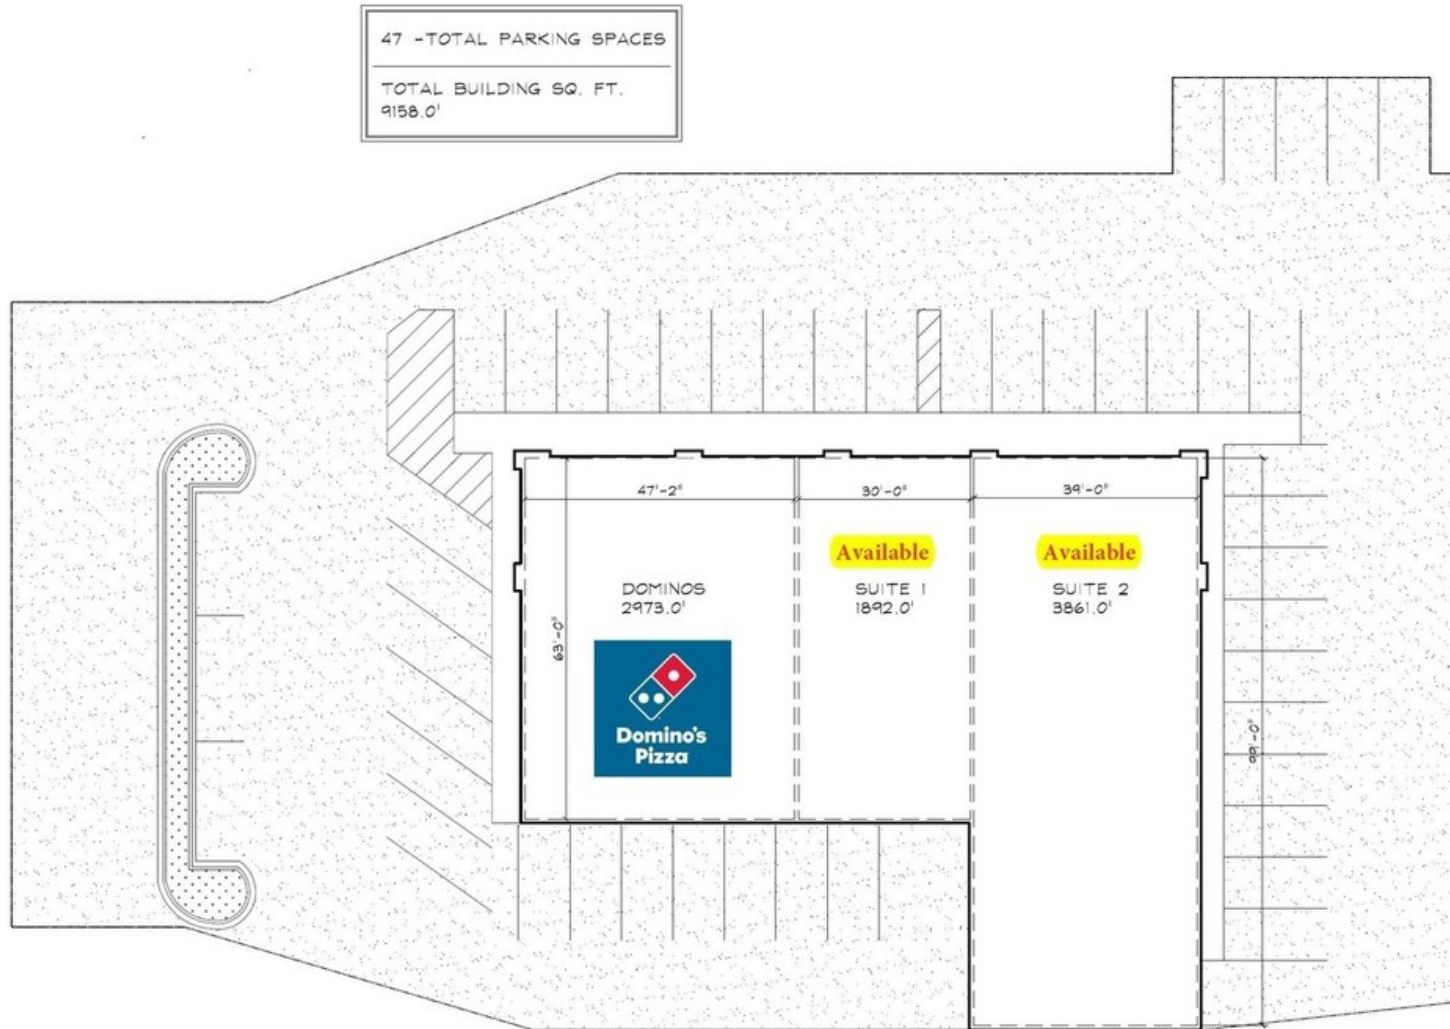 47 -TOTAL PARKING SPACES
TOTAL BUILDING SQ. FT.
9158.0'
47'-2"
30'-0"
39'-0"
Available
Available
DOMINOS
2973.0'
SUITE 1
1892.0'
SUITE 2
3861.0'
63'-0"
Domino's
Pizza
99'-0"